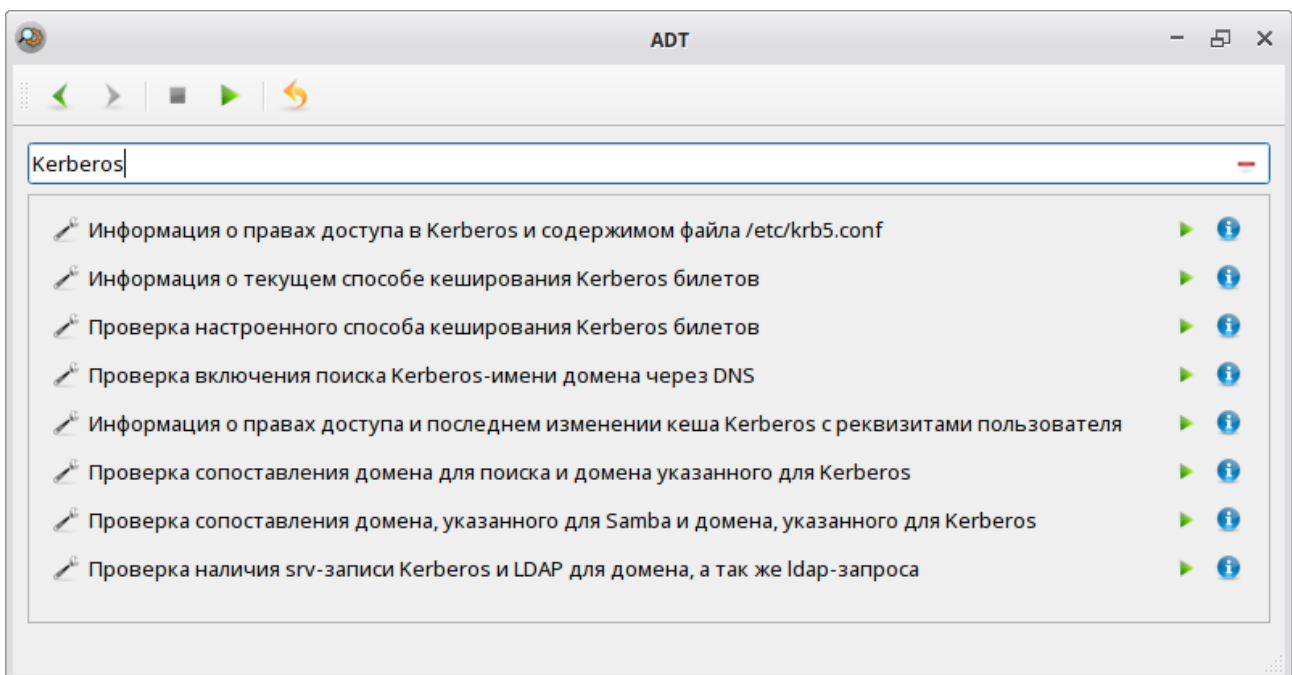 ADT
Kerberos
Информация о правах доступа в Kerberos и содержимом файла /etc/krb5.conf
Информация о текущем способе кеширования Kerberos билетов
Проверка настроенного способа кеширования Kerberos билетов
Проверка включения поиска Kerberos-имени домена через DNS
Информация о правах доступа и последнем изменении кеша Kerberos с реквизитами пользователя
Проверка сопоставления домена для поиска и домена указанного для Kerberos
Проверка сопоставления домена, указанного для Samba и домена, указанного для Kerberos
Проверка наличия srv-записи Kerberos и LDAP для домена, а так же ldap-запроса